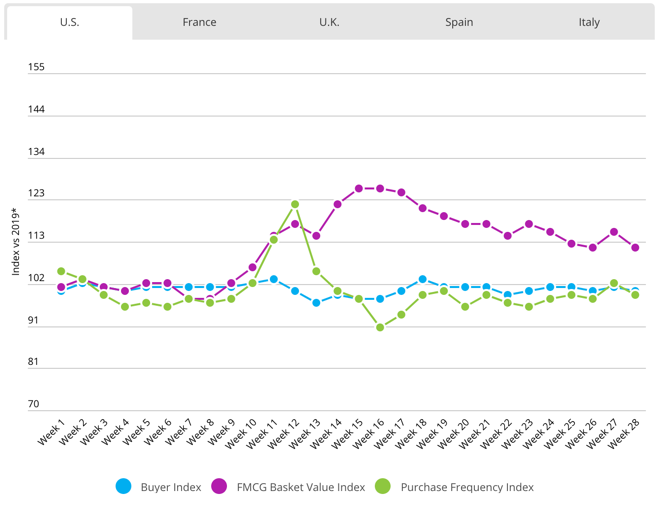 U.S. France U.K. Spain Italy
155
144
134
123
113
102
91
81
70
Index vs 2019*
Week 1 Week 2 Week 3 Week 4 Week 5 Week 6 Week 7 Week 8 Week 9 Week 10 Week 11 Week 12 Week 13 Week 14 Week 15 Week 16 Week 17 Week 18 Week 19 Week 20 Week 21 Week 22 Week 23 Week 24 Week 25 Week 26 Week 27 Week 28
Buyer Index FMCG Basket Value Index Purchase Frequency Index